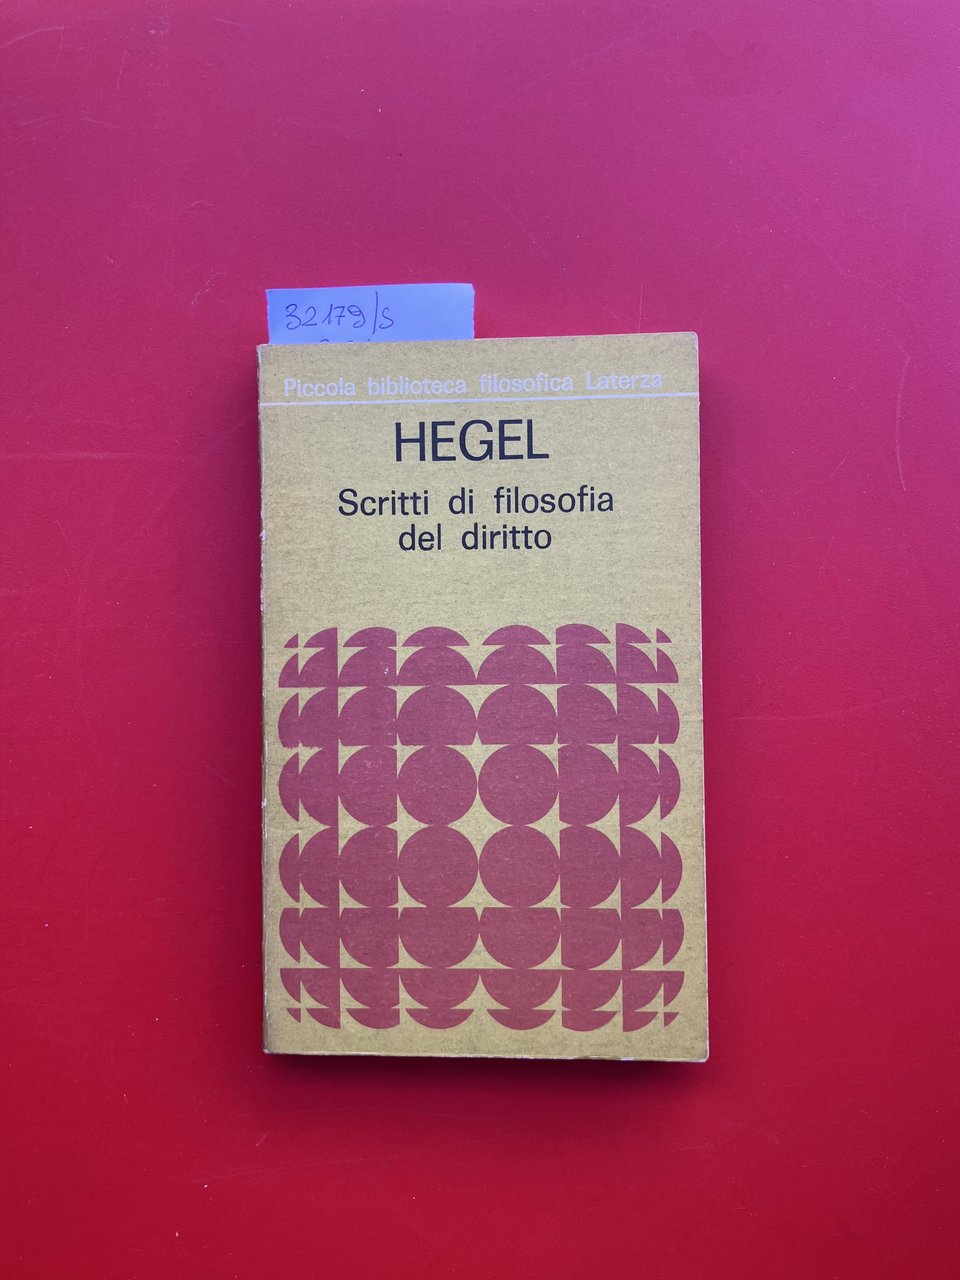 32179/s
Piccola biblioteca filosofica Laterza
HEGEL
Scritti di filosofia
del diritto